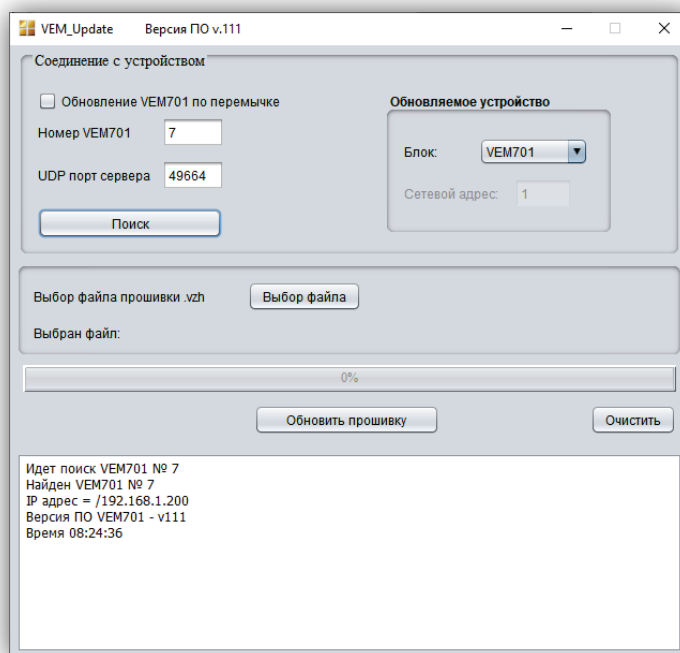 VEM_Update Версия ПО v.111
Соединение с устройством
Обновление VEM701 по перемычке
Номер VEM701 7
UDP порт сервера 49664
Поиск
Обновляемое устройство
Блок: VEM701
Сетевой адрес: 1
Выбор файла прошивки .vzh Выбор файла
Выбран файл:
0%
Обновить прошивку Очистить
Идет поиск VEM701 № 7
Найден VEM701 № 7
IP адрес = /192.168.1.200
Версия ПО VEM701 - v111
Время 08:24:36